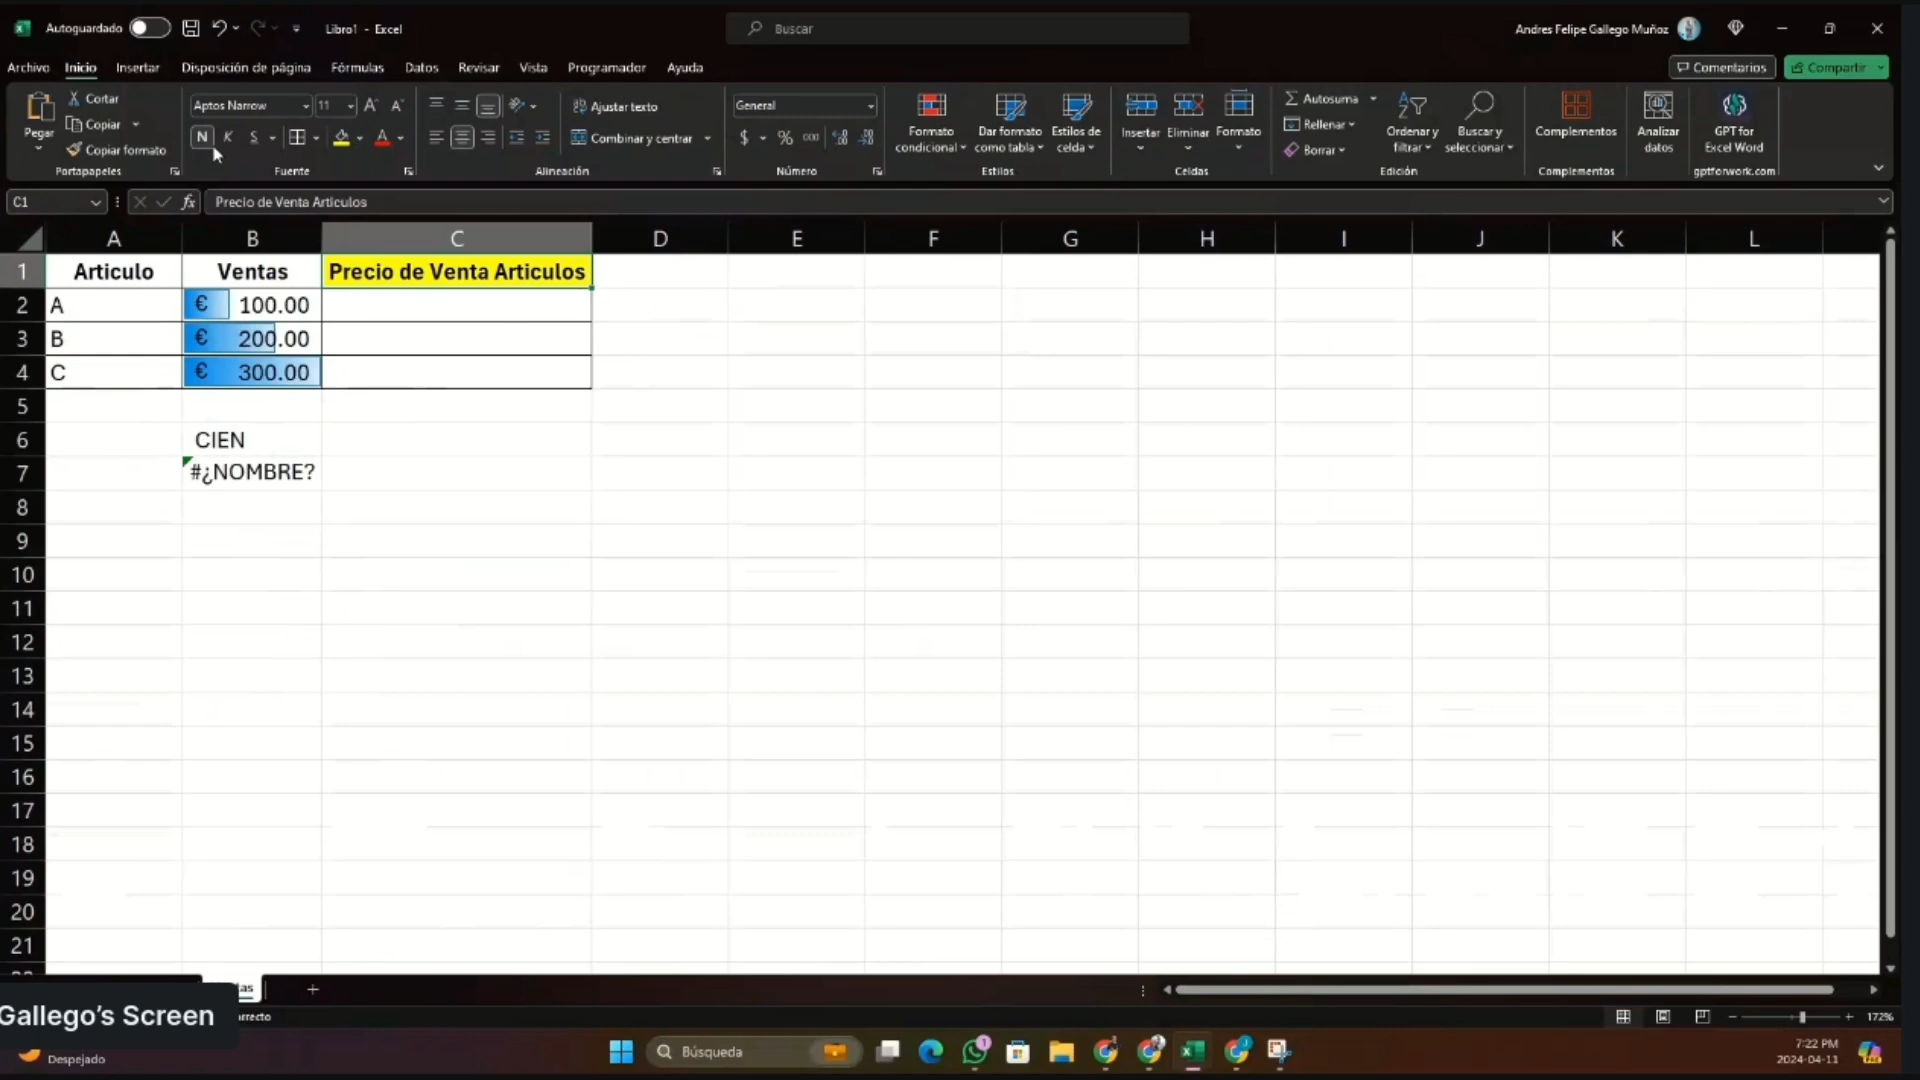 Autoguardado
Libro1 - Excel
Buscar
Andres Felipe Gallego Muñoz
Archivo Inicio Insertar Disposición de página Fórmulas Datos Revisar Vista Programador Ayuda
Comentarios Compartir
Pegar
Cortar
Copiar
Copiar formato
Portapapeles
Aptos Narrow 11
N K S
Fuente
Ajustar texto
Combinar y centrar
Alineación
General
$ % 000
Número
Formato condicional
Dar formato como tabla
Estilos de celda
Estilos
Insertar Eliminar Formato
Celdas
Autosuma
Rellenar
Borrar
Ordenar y filtrar
Buscar y seleccionar
Edición
Complementos
Complementos
Analizar datos
GPT for Excel Word
gptforwork.com
C1 fx Precio de Venta Articulos
A B C D E F G H I J K L
1 Articulo Ventas Precio de Venta Articulos
2 A € 100.00
3 B € 200.00
4 C € 300.00
5
6 CIEN
7 #¿NOMBRE?
8
9
10
11
12
13
14
15
16
17
18
19
20
21
Gallego's Screen
172%
Despejado
Búsqueda
7:22 PM
2024-04-11